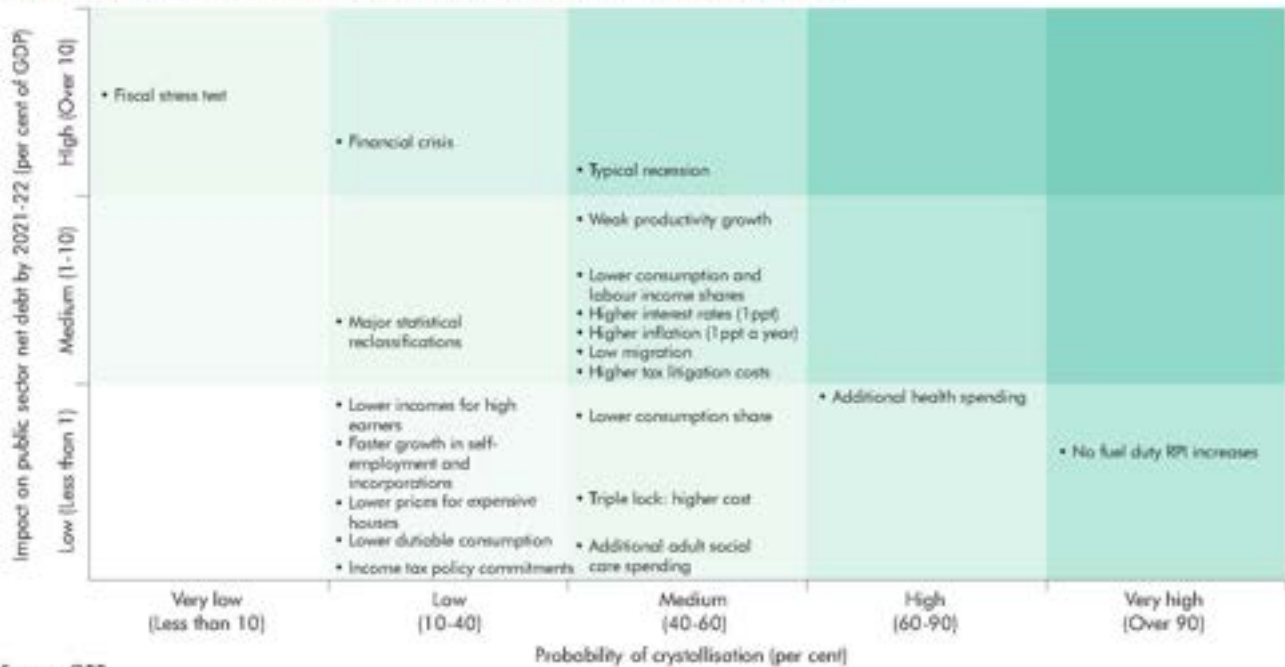 Impact on public sector net debt by 2021-22 (per cent of GDP)
High (Over 10)
Medium (1-10)
Low (Less than 1)
• Fiscal stress test
• Financial crisis
• Typical recession
• Weak productivity growth
• Lower consumption and
labour income shares
• Higher interest rates (1ppt)
• Higher inflation (1ppt a year)
• Low migration
• Higher tax litigation costs
• Major statistical
reclassifications
• Lower incomes for high
earners
• Faster growth in self-
employment and
incorporations
• Lower prices for expensive
houses
• Lower dutiable consumption
• Income tax policy commitments
• Lower consumption share
• Triple lock: higher cost
• Additional adult social
care spending
• Additional health spending
• No fuel duty RPI increases
Very low
(Less than 10)
Low
(10-40)
Medium
(40-60)
High
(60-90)
Very high
(Over 90)
Probability of crystallisation (per cent)